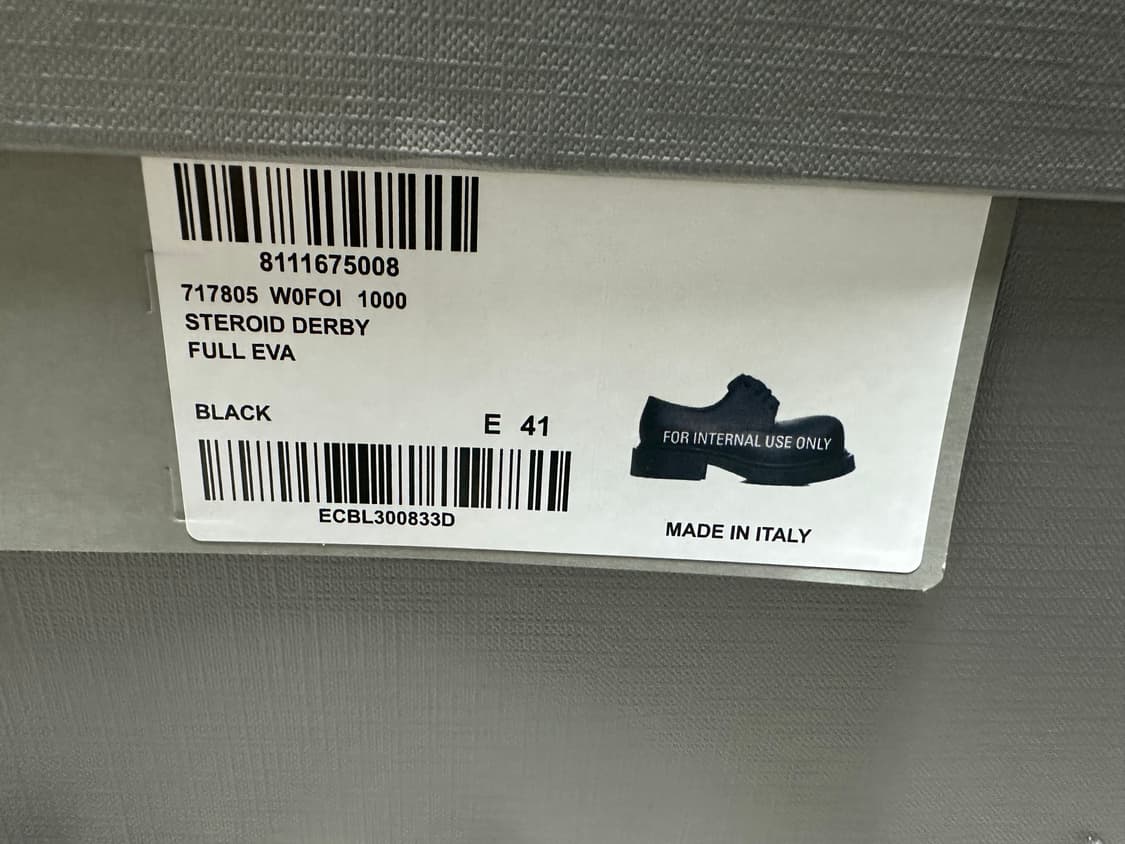 8111675008
717805 W0FOI 1000
STEROID DERBY
FULL EVA
BLACK
E 41
ECBL300833D
FOR INTERNAL USE ONLY
MADE IN ITALY